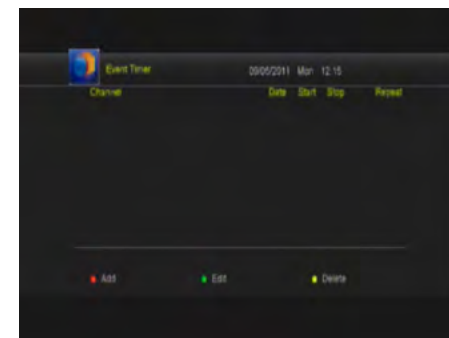 Event Timer 09/05/2011 Mon 12:15
Channel Date Start Stop Repeat
Add Edit Delete